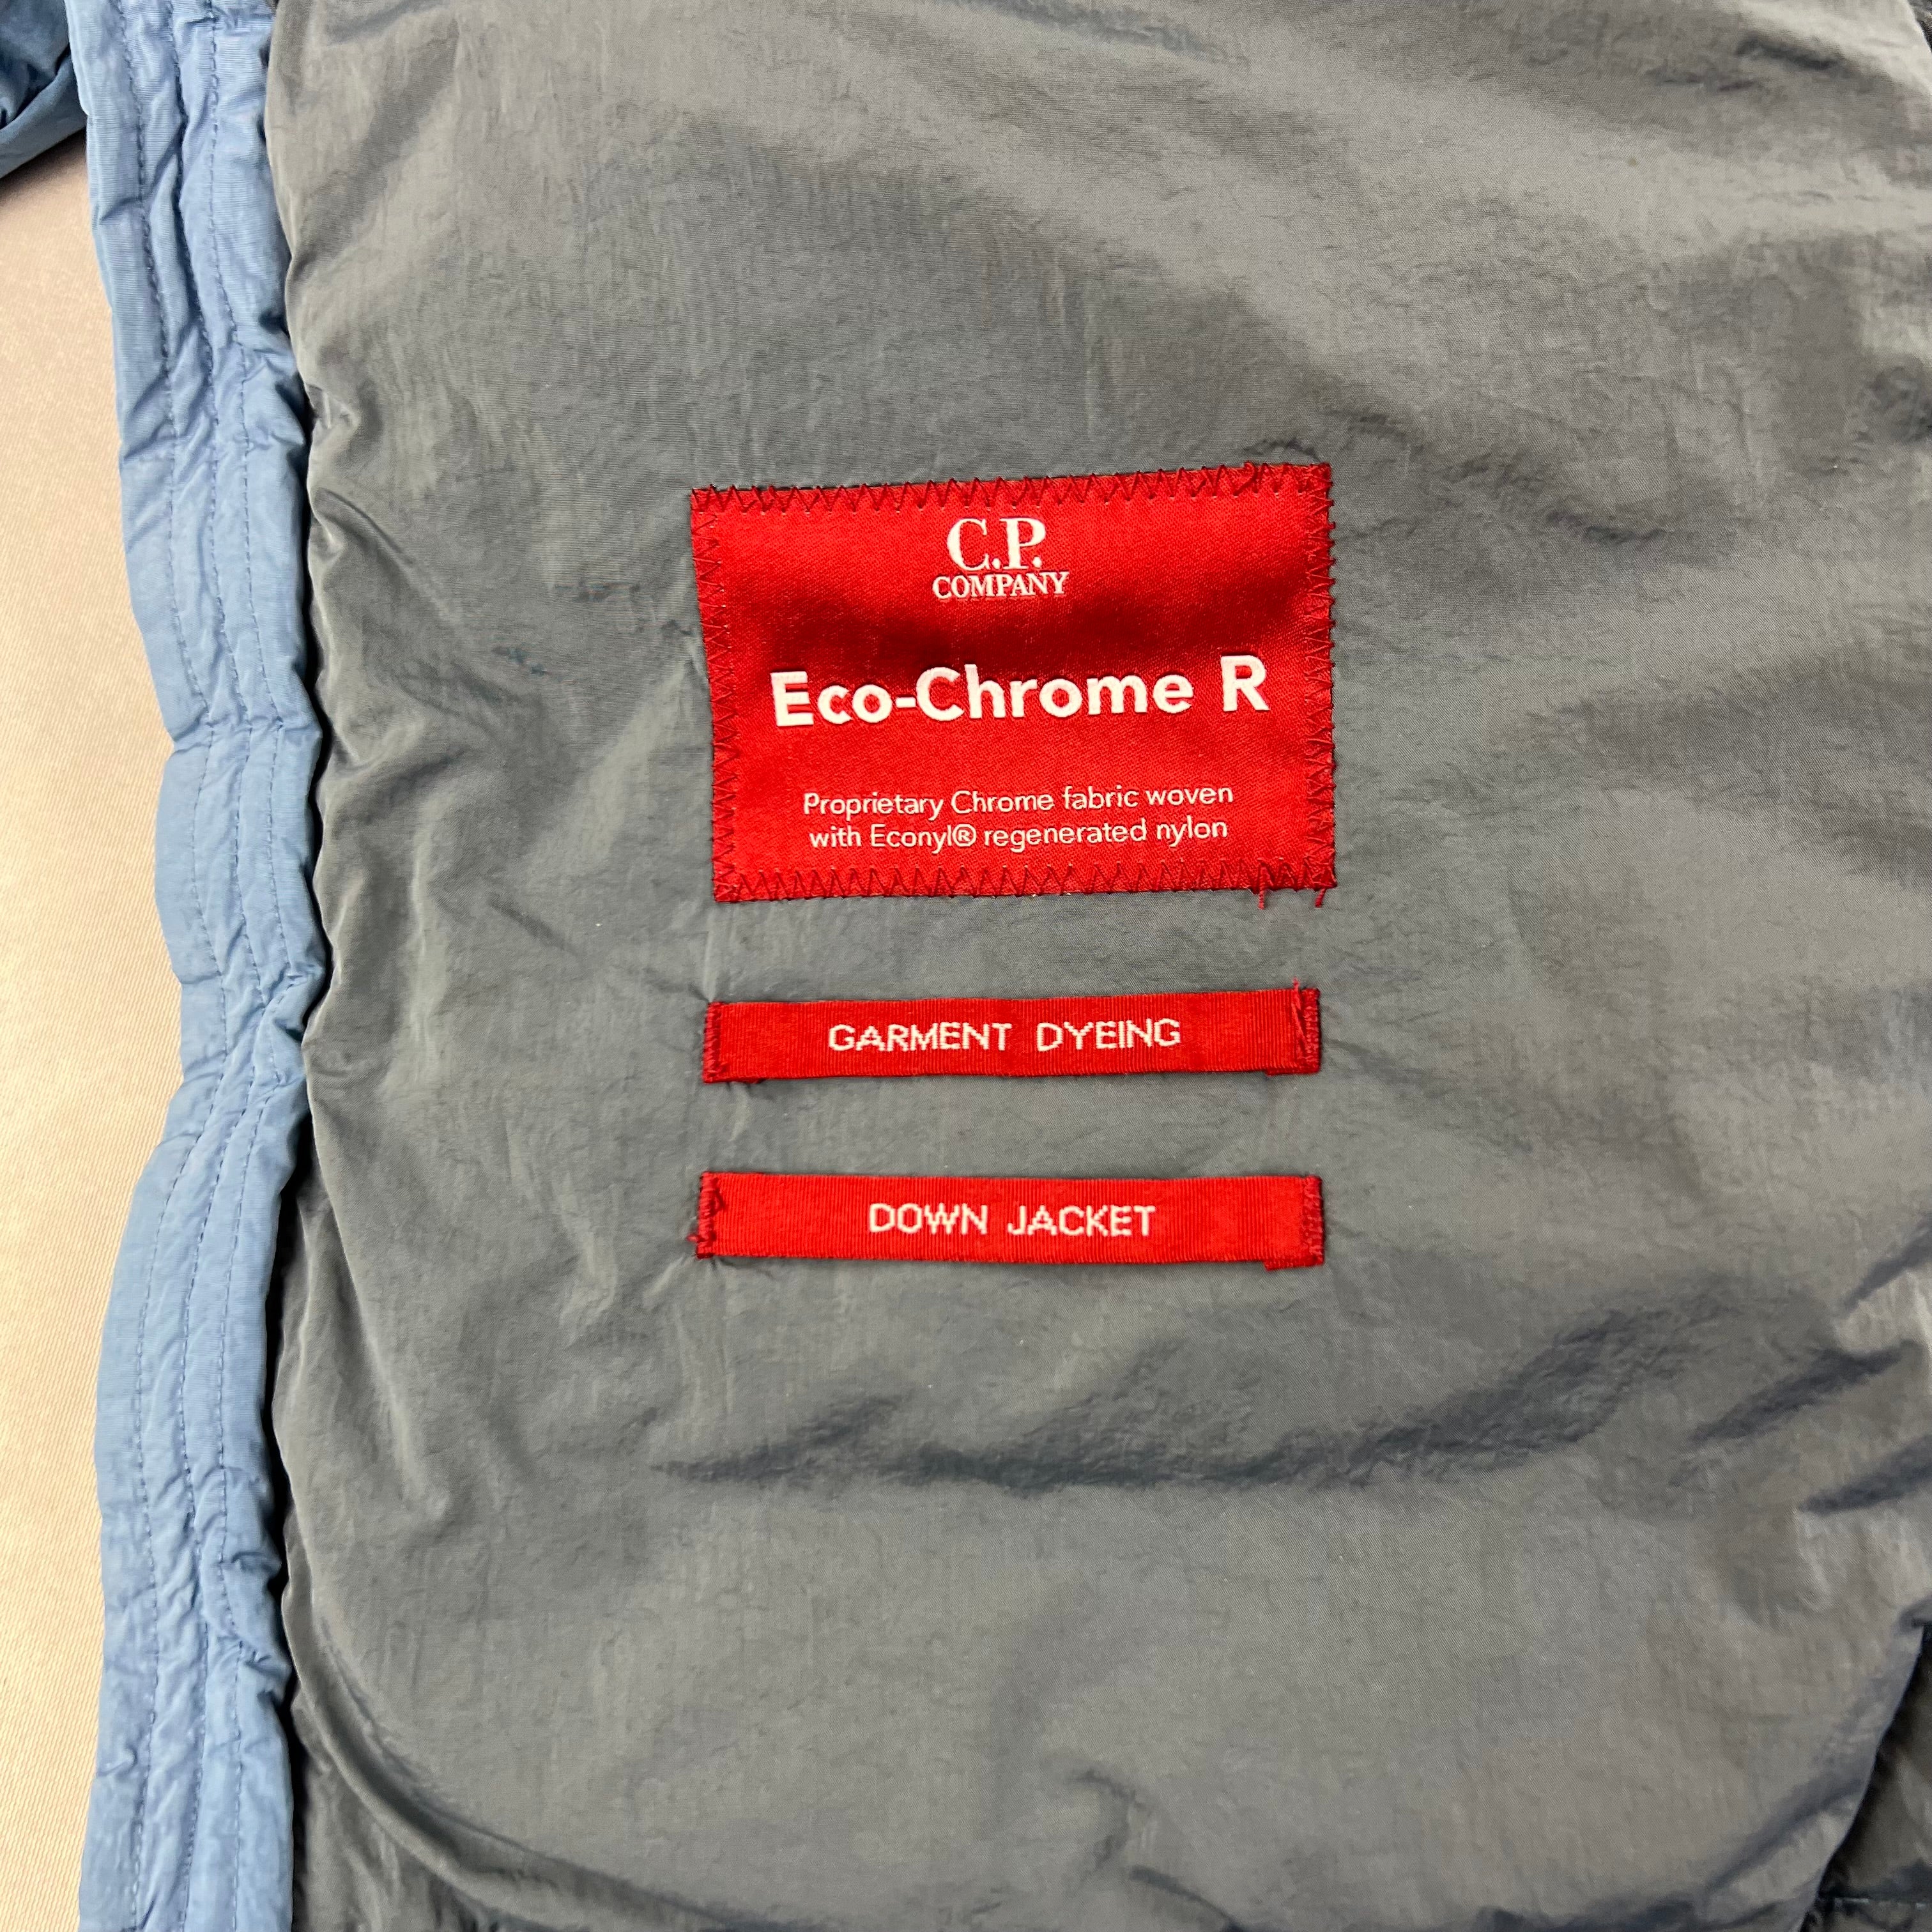 C.P.
COMPANY
Eco-Chrome R
Proprietary Chrome fabric woven
with Econyl® regenerated nylon
GARMENT DYEING
DOWN JACKET